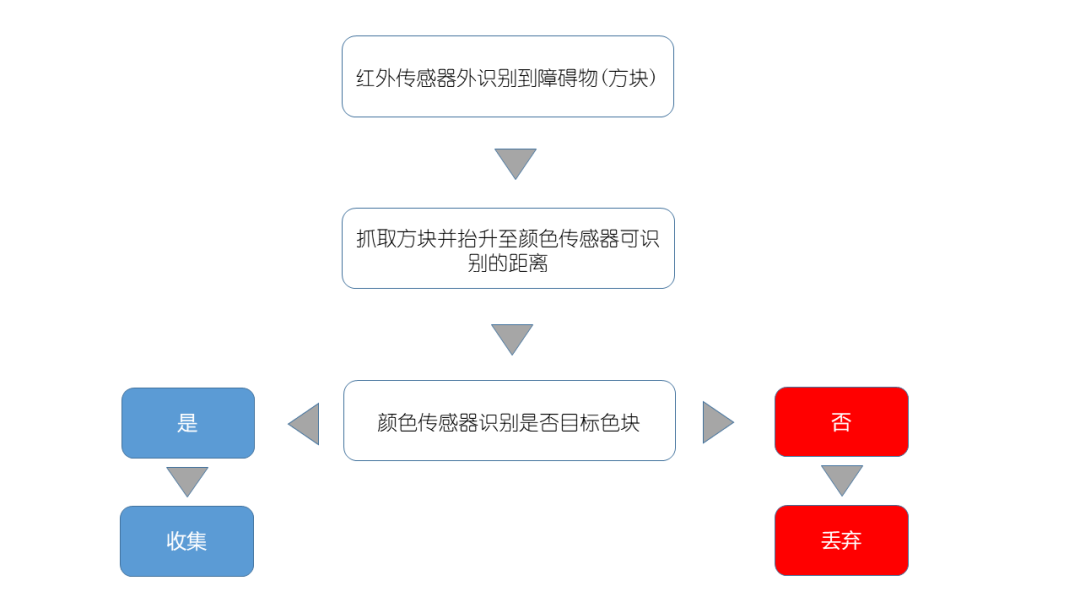 红外传感器外识别到障碍物(方块)
抓取方块并抬升至颜色传感器可识
别的距离
颜色传感器识别是否目标色块
是
否
收集
丢弃